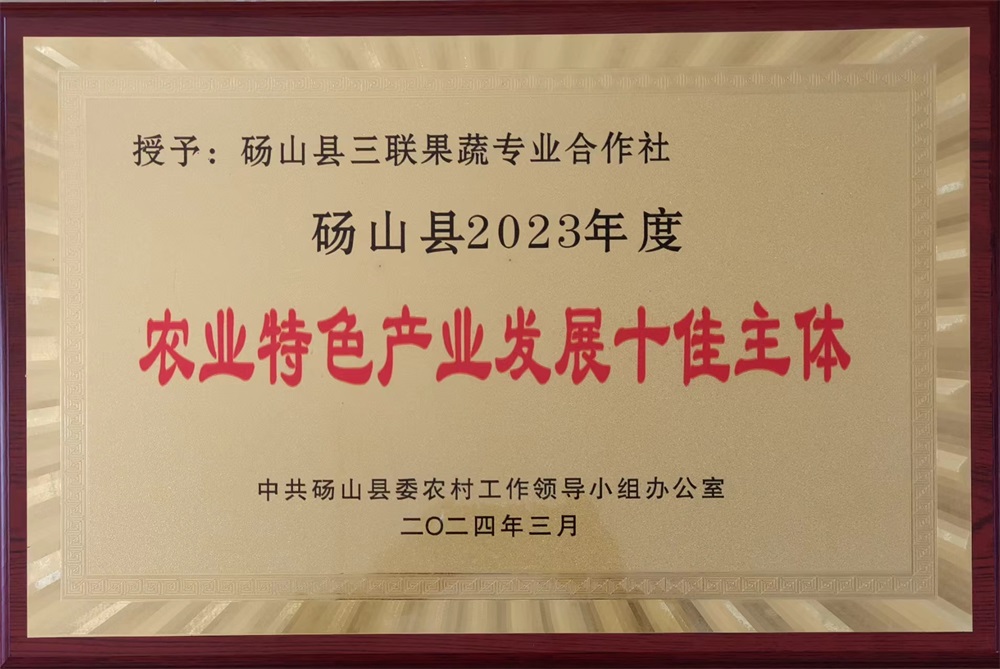 授予：砀山县三联果蔬专业合作社
砀山县2023年度
农业特色产业发展十佳主体
中共砀山县委农村工作领导小组办公室
二〇二四年三月